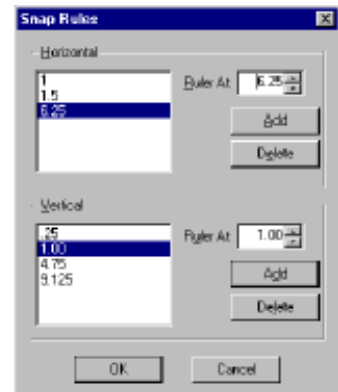 Snap Rules
Horizontal
1
1.5
6.25
Ruler At: 6.25
Add
Delete
Vertical
.25
1.00
4.75
9.125
Ruler At: 1.00
Add
Delete
OK
Cancel